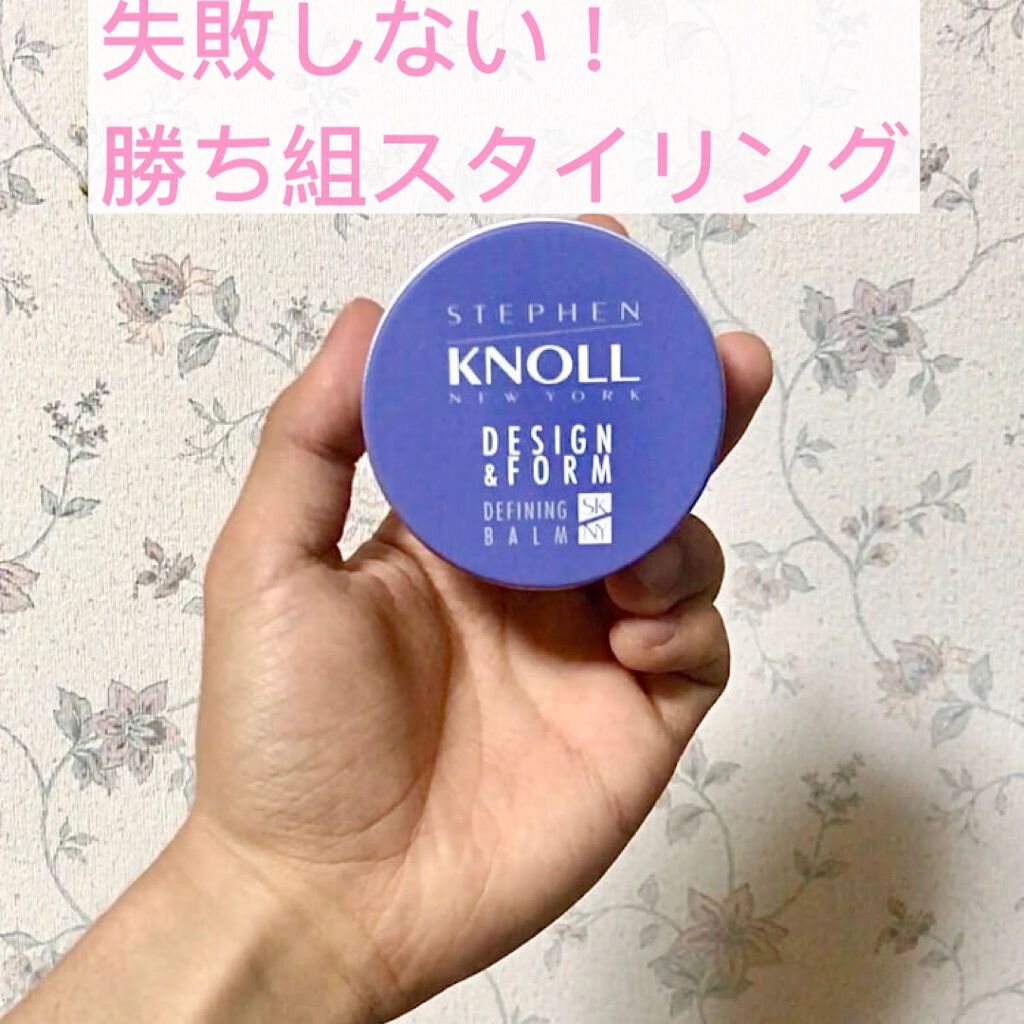 失敗しない！
勝ち組スタイリング
STEPHEN
KNOLL
NEW YORK
DESIGN
&FORM
DEFINING
BALM
SK
NY